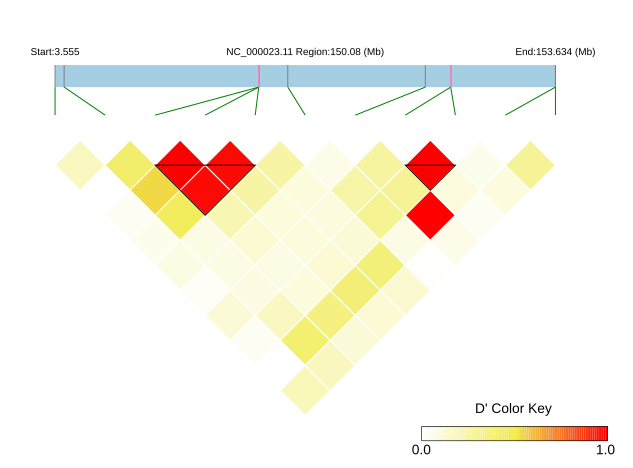 Start:3.555 NC_000023.11 Region:150.08 (Mb) End:153.634 (Mb)
D' Color Key
0.0 1.0